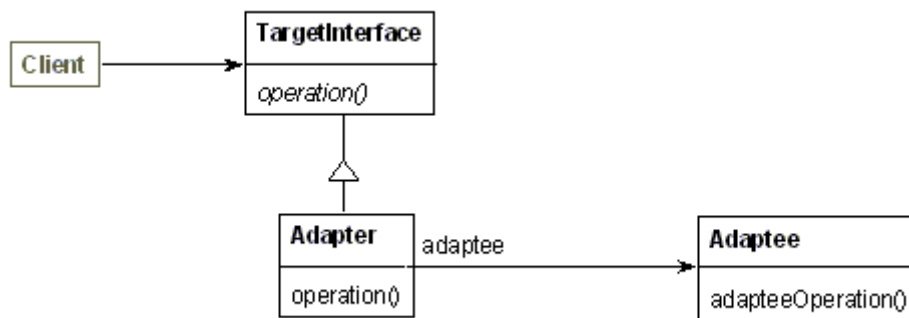 TargetInterface
Client
operation()
Adapter
adaptee
Adaptee
operation()
adapteeOperation()